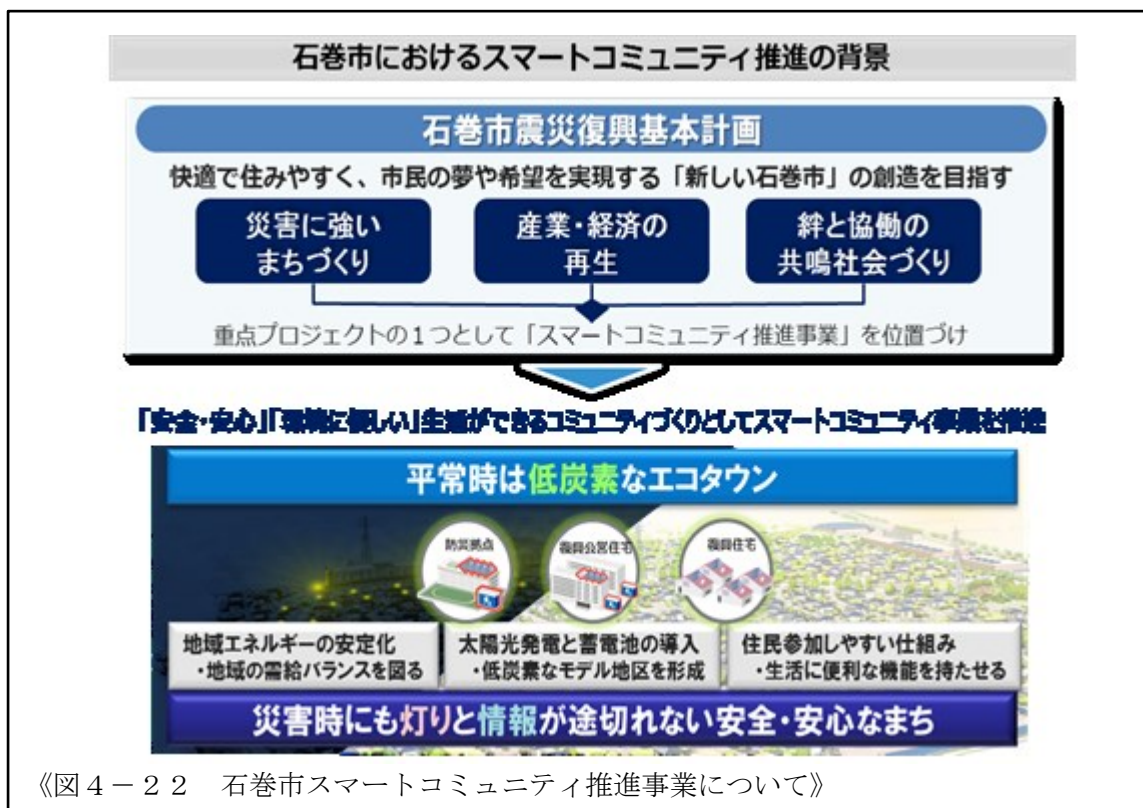 石巻市におけるスマートコミュニティ推進の背景
石巻市震災復興基本計画
快適で住みやすく、市民の夢や希望を実現する「新しい石巻市」の創造を目指す
災害に強い
まちづくり
産業・経済の
再生
絆と協働の
共鳴社会づくり
重点プロジェクトの1つとして「スマートコミュニティ推進事業」を位置づけ
「安全・安心」「環境に優しい」生活ができるコミュニティづくりとしてスマートコミュニティ事業を推進
平常時は低炭素なエコタウン
防災拠点
復興公営住宅
復興住宅
地域エネルギーの安定化
・地域の需給バランスを図る
太陽光発電と蓄電池の導入
・低炭素なモデル地区を形成
住民参加しやすい仕組み
・生活に便利な機能を持たせる
災害時にも灯りと情報が途切れない安全・安心なまち
《図4-22 石巻市スマートコミュニティ推進事業について》